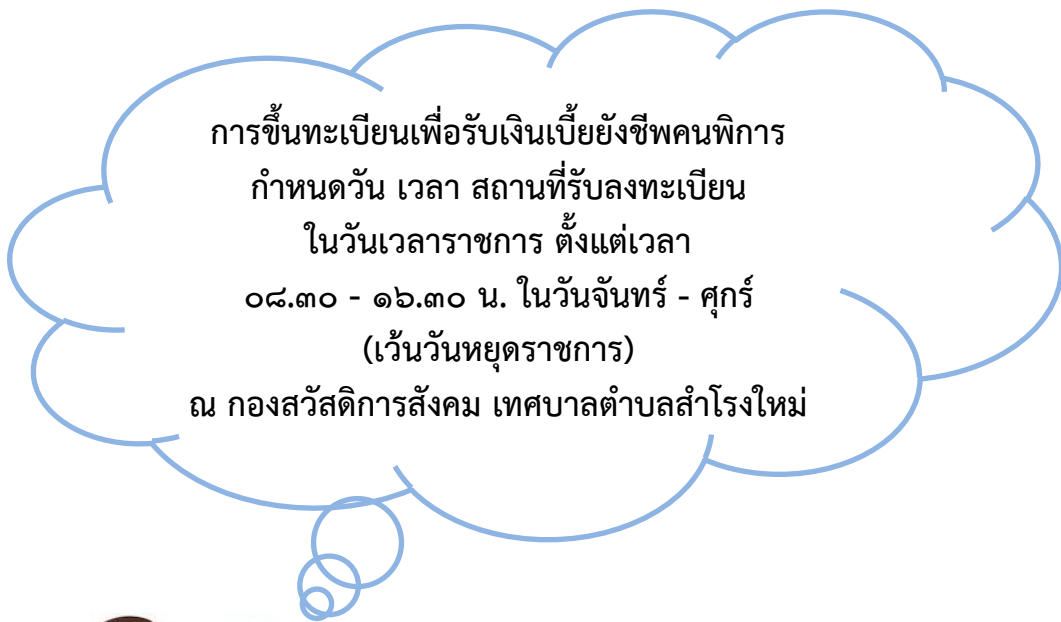 การขึ้นทะเบียนเพื่อรับเงินเบี้ยยังชีพคนพิการ
กำหนดวัน เวลา สถานที่รับลงทะเบียน
ในวันเวลาราชการ ตั้งแต่เวลา
๐๘.๓๐ - ๑๖.๓๐ น. ในวันจันทร์ - ศุกร์
(เว้นวันหยุดราชการ)
ณ กองสวัสดิการสังคม เทศบาลตำบลสำโรงใหม่